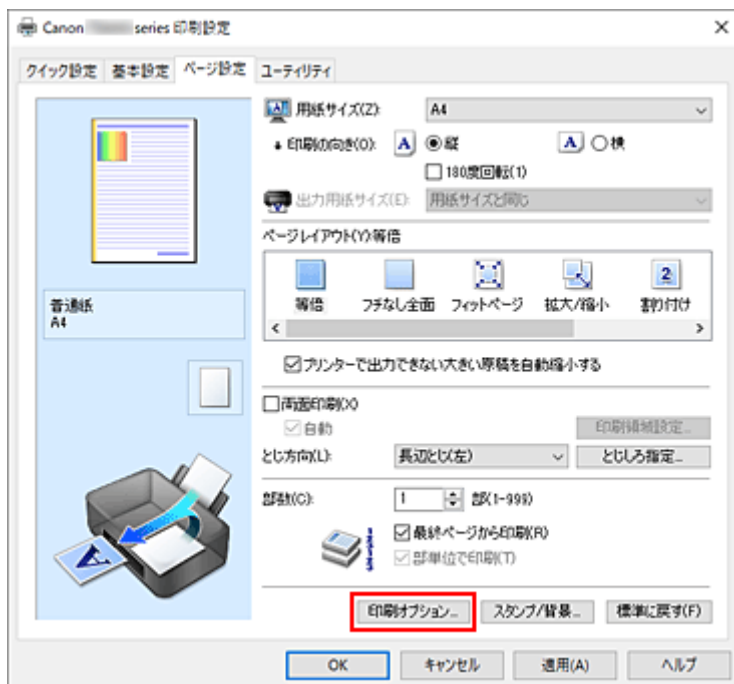 Canon series 印刷設定
クイック設定 基本設定 ページ設定 ユーティリティ
用紙サイズ(Z): A4
印刷の向き(O): A 縦 A 横
180度回転(1)
出力用紙サイズ(E): 用紙サイズと同じ
ページレイアウト(Y):等倍
等倍 フチなし全面 フィットページ 拡大/縮小 割り付け
普通紙
A4
プリンターで出力できない大きい原稿を自動縮小する
両面印刷(X)
自動 印刷領域設定...
とじ方向(L): 長辺とじ(左) とじしろ指定...
部数(C): 1 部(1-999)
最終ページから印刷(R)
部単位で印刷(T)
印刷オプション... スタンプ/背景... 標準に戻す(F)
OK キャンセル 適用(A) ヘルプ